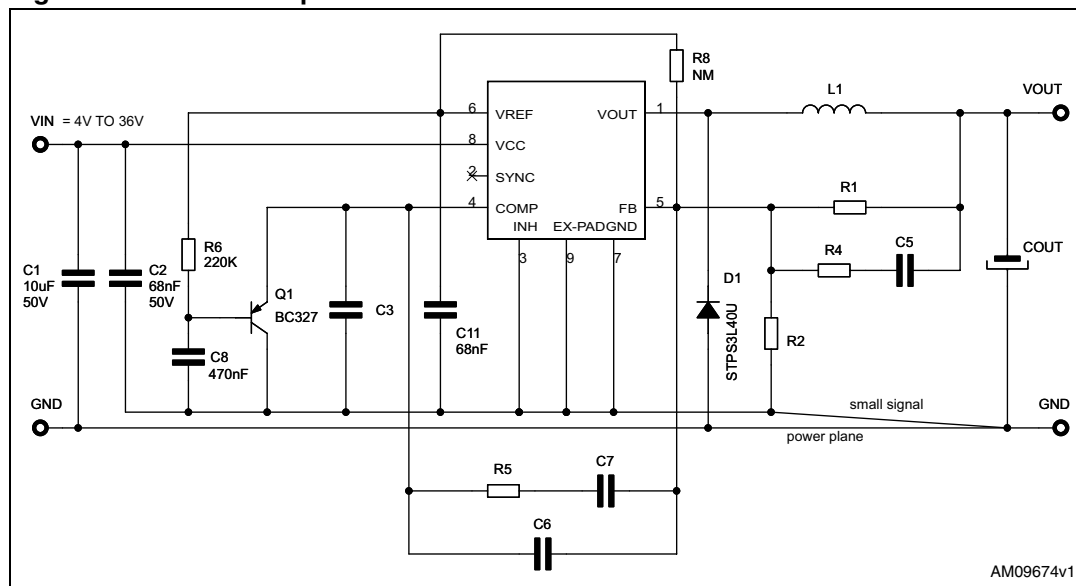 R8
NM
L1
VOUT
6
VREF
VOUT
1
VIN = 4V TO 36V
8
VCC
2
SYNC
4
COMP
FB
5
R1
INH
EX-PAD
GND
R6
220K
3
9
7
R4
C5
COUT
C1
10uF
50V
C2
68nF
50V
Q1
BC327
C3
D1
STPS3L40U
C11
68nF
R2
C8
470nF
GND
small signal
GND
power plane
R5
C7
C6
AM09674v1